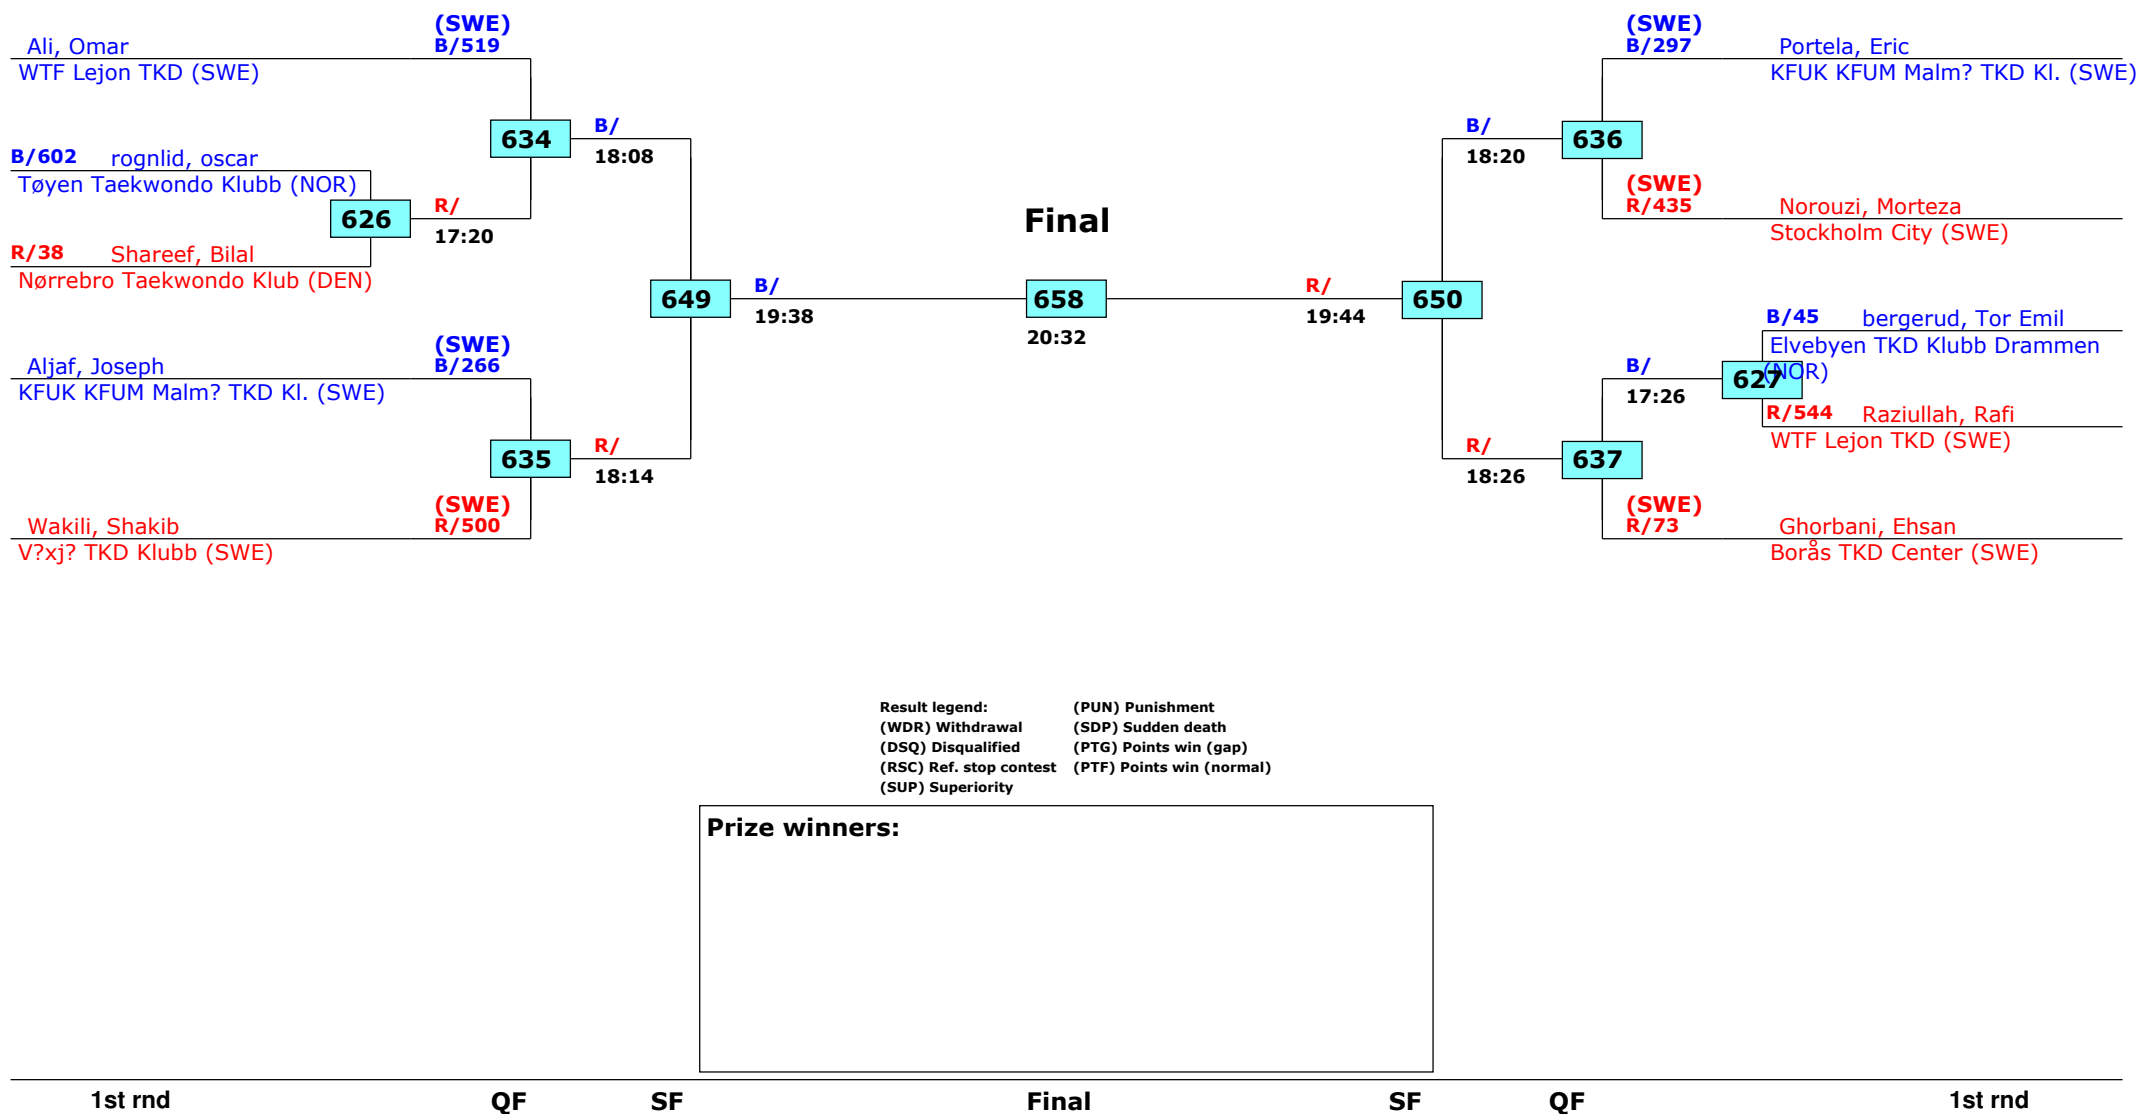 (SWE)
Ali, Omar B/519
WTF Lejon TKD (SWE)
634
B/
18:08
B/602 rognlid, oscar
Tøyen Taekwondo Klubb (NOR)
626
R/
17:20
R/38 Shareef, Bilal
Nørrebro Taekwondo Klub (DEN)
649
B/
19:38
(SWE)
Aljaf, Joseph B/266
KFUK KFUM Malm? TKD Kl. (SWE)
635
R/
18:14
(SWE)
Wakili, Shakib R/500
V?xj? TKD Klubb (SWE)
Final
658
20:32
(SWE)
B/297 Portela, Eric
KFUK KFUM Malm? TKD Kl. (SWE)
B/
18:20
636
(SWE)
R/435 Norouzi, Morteza
Stockholm City (SWE)
R/
19:44
650
B/45 bergerud, Tor Emil
Elvebyen TKD Klubb Drammen
(NOR)
B/
17:26
627
R/544 Raziullah, Rafi
WTF Lejon TKD (SWE)
R/
18:26
637
(SWE)
R/73 Ghorbani, Ehsan
Borås TKD Center (SWE)
Result legend: (PUN) Punishment
(WDR) Withdrawal (SDP) Sudden death
(DSQ) Disqualified (PTG) Points win (gap)
(RSC) Ref. stop contest (PTF) Points win (normal)
(SUP) Superiority
Prize winners:
1st rnd QF SF Final SF QF 1st rnd